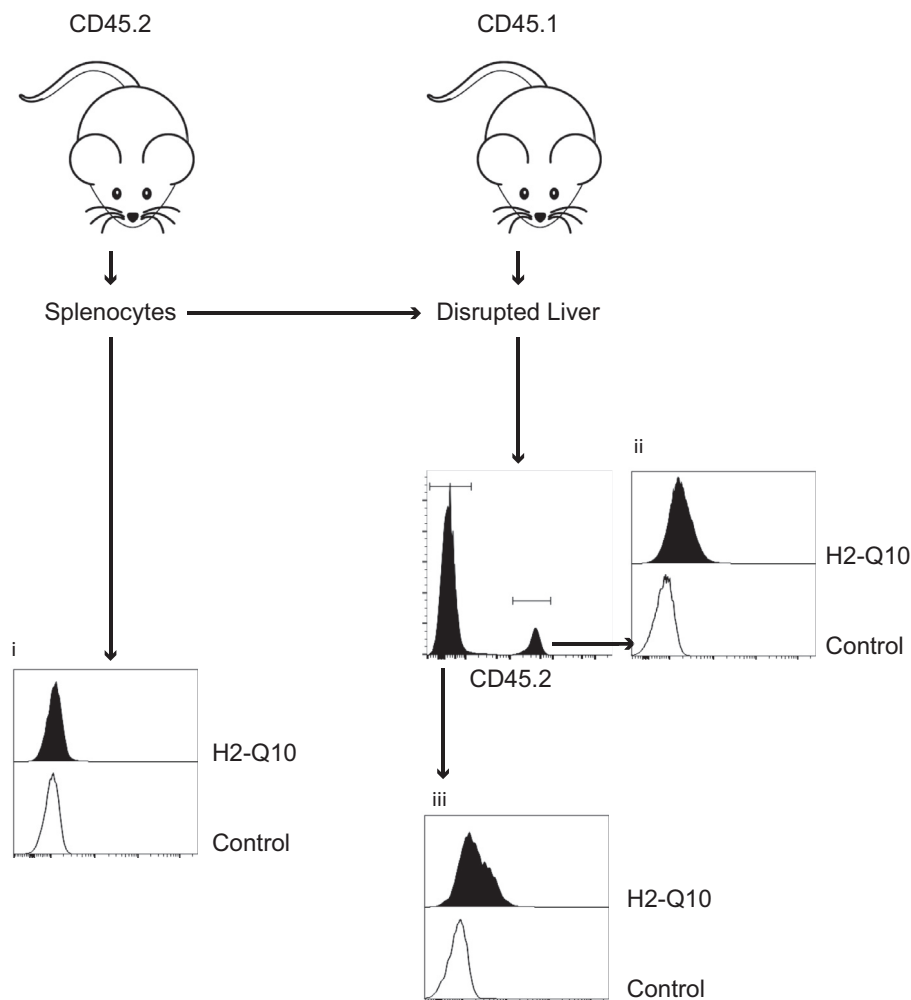 CD45.2
CD45.1
Splenocytes
Disrupted Liver
ii
H2-Q10
Control
CD45.2
i
H2-Q10
Control
iii
H2-Q10
Control